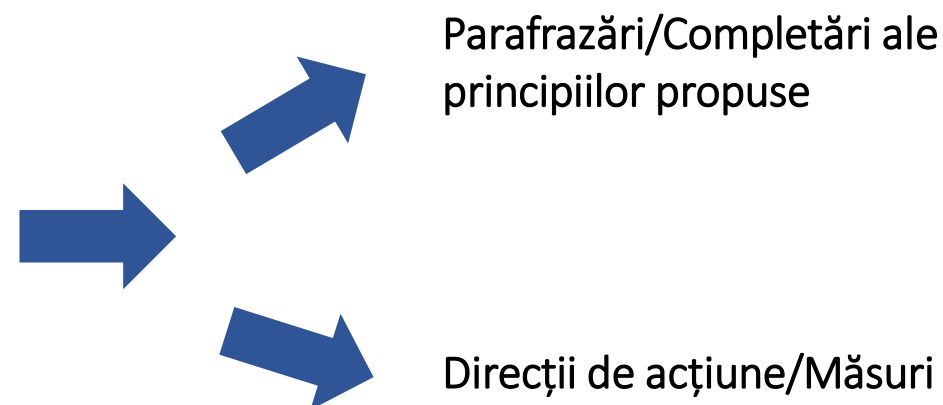 Parafrazări/Completări ale
principiilor propuse
Direcții de acțiune/Măsuri